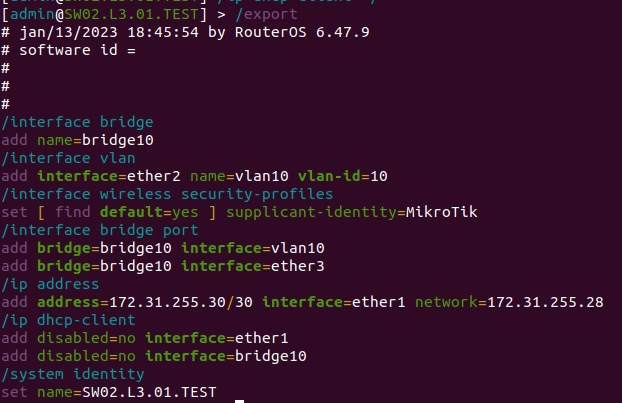 [admin@SW02.L3.01.TEST] > /export
# jan/13/2023 18:45:54 by RouterOS 6.47.9
# software id =
#
#
#
/interface bridge
add name=bridge10
/interface vlan
add interface=ether2 name=vlan10 vlan-id=10
/interface wireless security-profiles
set [ find default=yes ] supplicant-identity=MikroTik
/interface bridge port
add bridge=bridge10 interface=vlan10
add bridge=bridge10 interface=ether3
/ip address
add address=172.31.255.30/30 interface=ether1 network=172.31.255.28
/ip dhcp-client
add disabled=no interface=ether1
add disabled=no interface=bridge10
/system identity
set name=SW02.L3.01.TEST